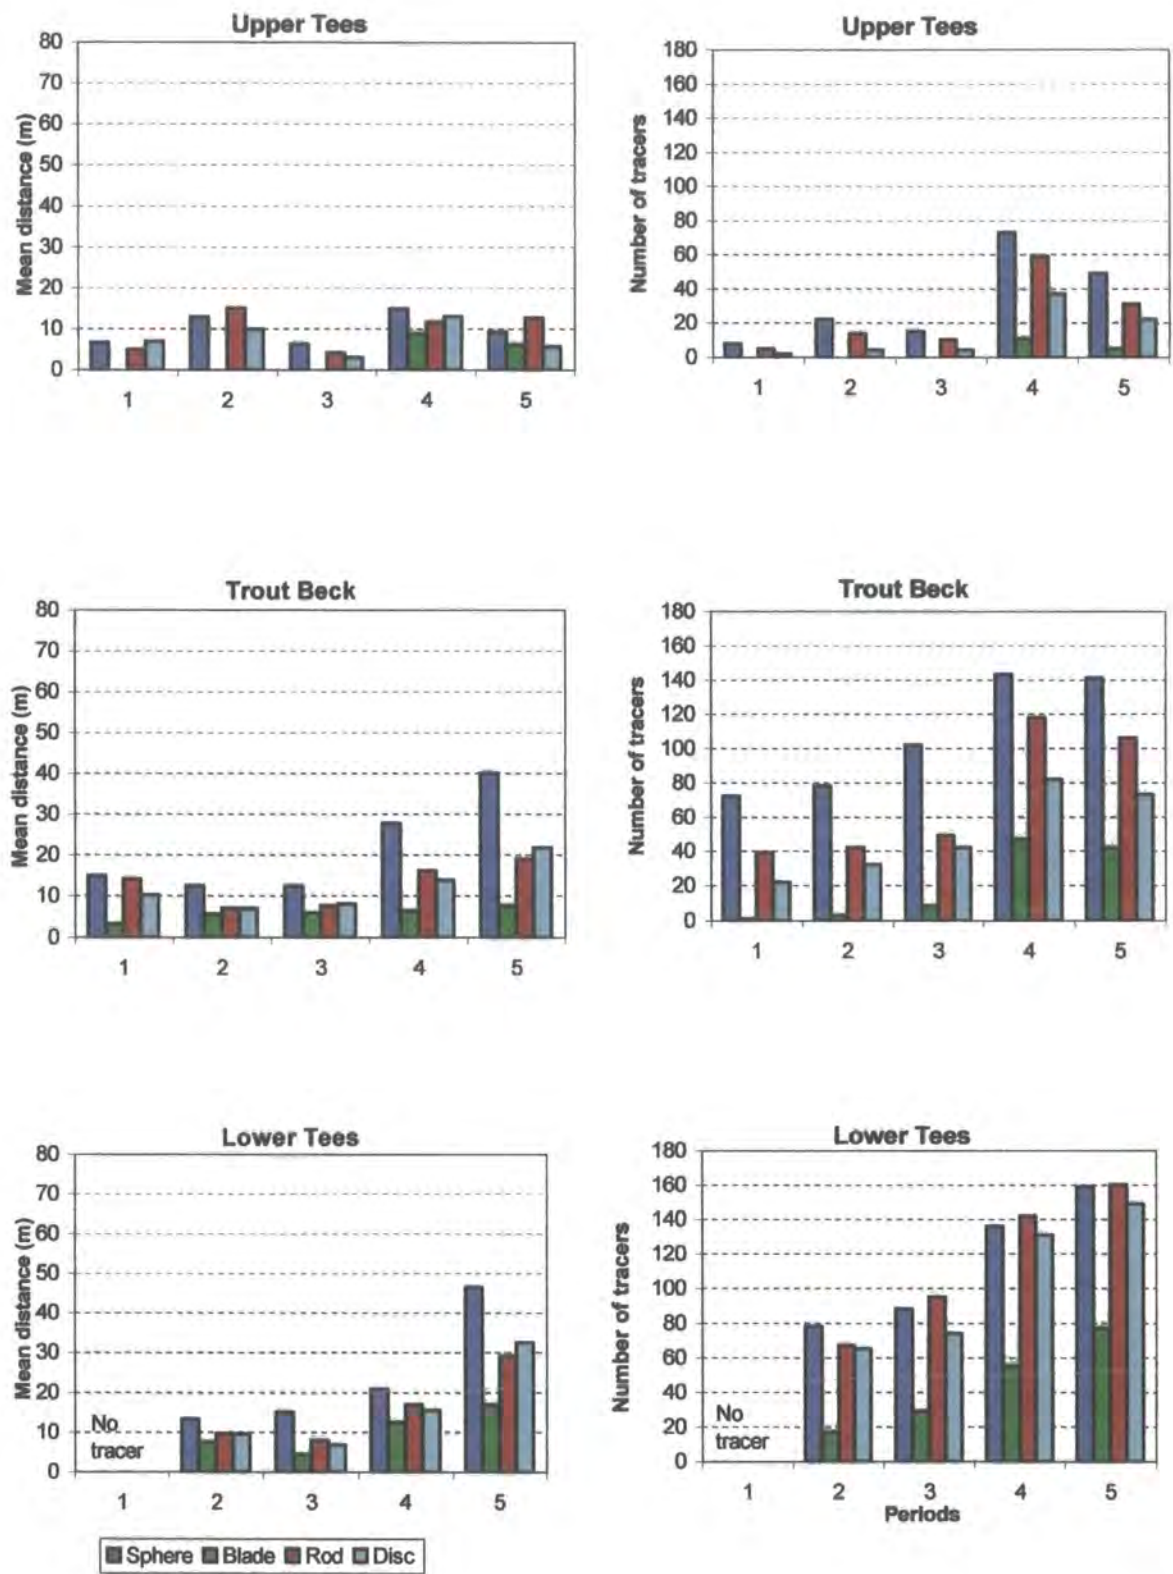 Upper Tees
80
70
60
50
40
30
20
10
0
Mean distance (m)
1 2 3 4 5
Upper Tees
180
160
140
120
100
80
60
40
20
0
Number of tracers
1 2 3 4 5
Trout Beck
80
70
60
50
40
30
20
10
0
Mean distance (m)
1 2 3 4 5
Trout Beck
180
160
140
120
100
80
60
40
20
0
Number of tracers
1 2 3 4 5
Lower Tees
80
70
60
50
40
30
20
10
0
Mean distance (m)
No
tracer
1 2 3 4 5
Sphere Blade Rod Disc
Lower Tees
180
160
140
120
100
80
60
40
20
0
Number of tracers
No
tracer
1 2 3 4 5
Periods